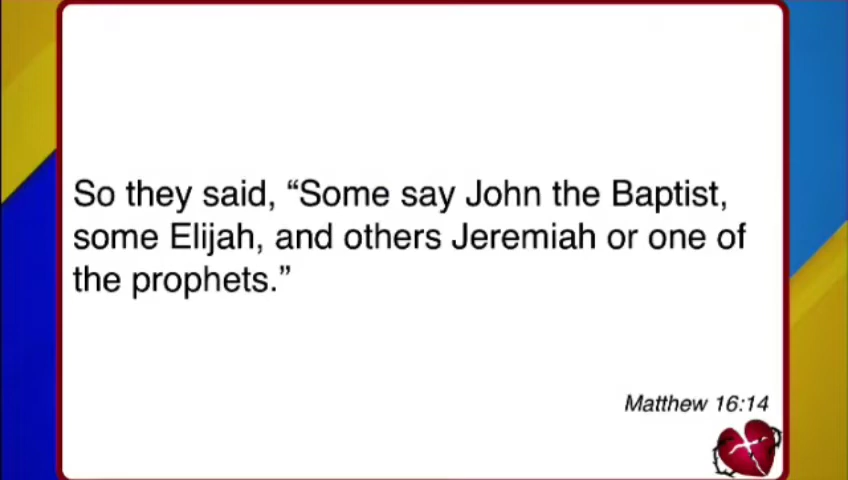 So they said, “Some say John the Baptist,
some Elijah, and others Jeremiah or one of
the prophets.”
Matthew 16:14